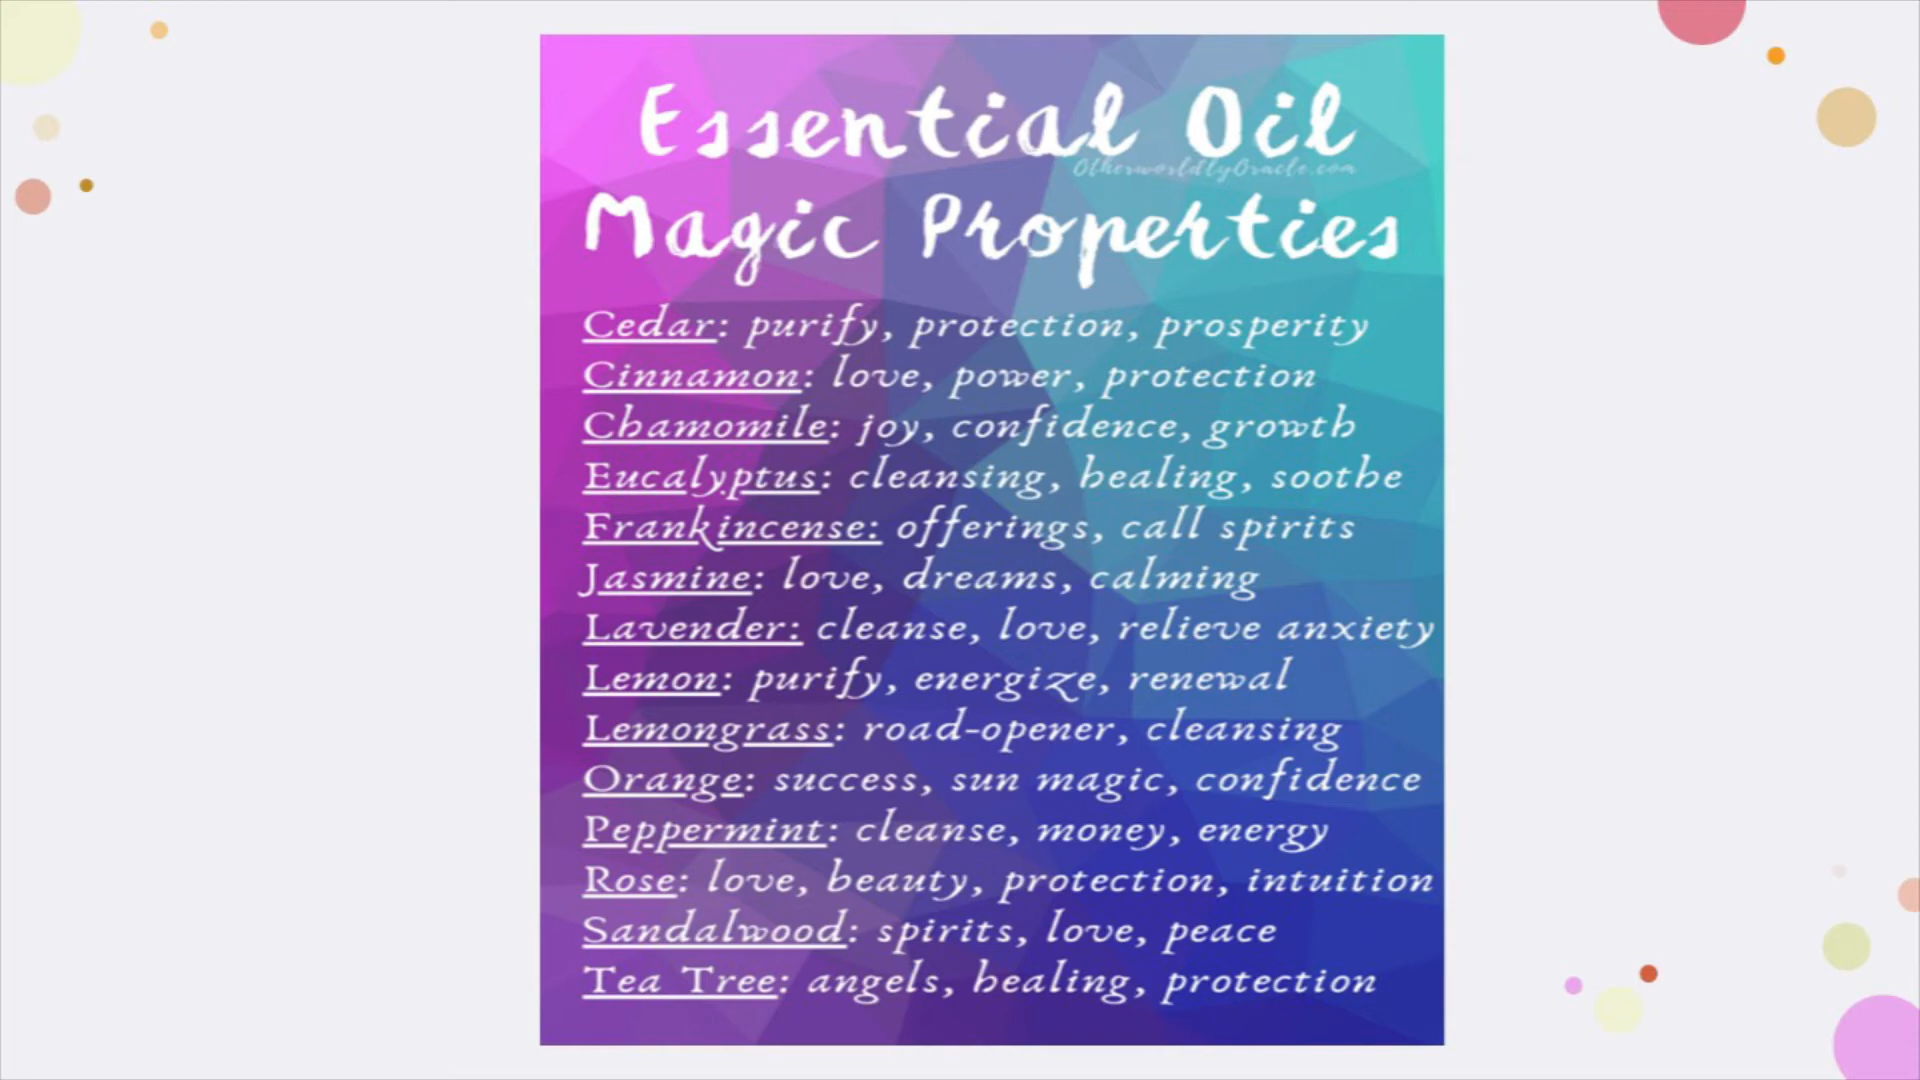 Essential Oil
OtherworldlyOracle.com
Magic Properties
Cedar: purify, protection, prosperity
Cinnamon: love, power, protection
Chamomile: joy, confidence, growth
Eucalyptus: cleansing, healing, soothe
Frankincense: offerings, call spirits
Jasmine: love, dreams, calming
Lavender: cleanse, love, relieve anxiety
Lemon: purify, energize, renewal
Lemongrass: road-opener, cleansing
Orange: success, sun magic, confidence
Peppermint: cleanse, money, energy
Rose: love, beauty, protection, intuition
Sandalwood: spirits, love, peace
Tea Tree: angels, healing, protection